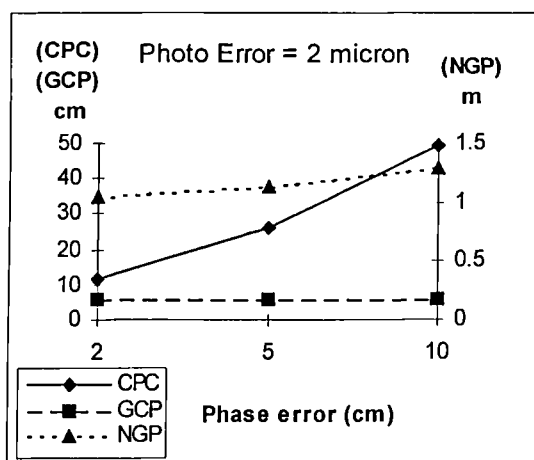 (CPC)
(GCP)
cm
Photo Error = 2 micron
(NGP)
m
50
40
30
20
10
0
1.5
1
0.5
0
2 5 10
Phase error (cm)
CPC
GCP
NGP